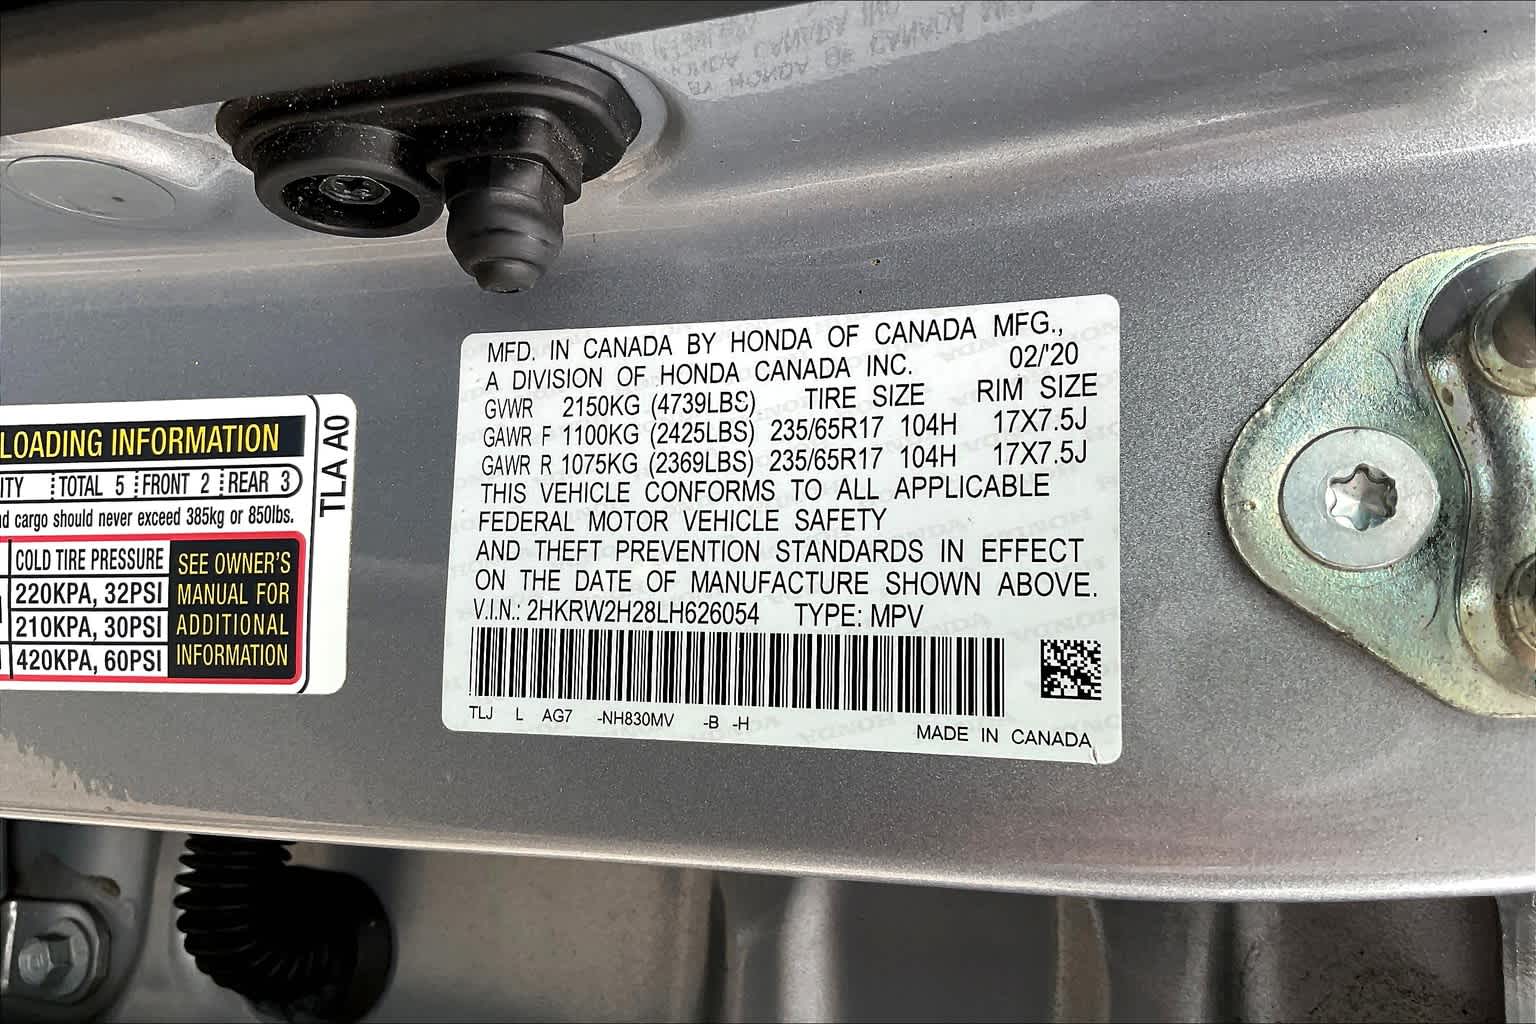 LOADING INFORMATION
ITY TOTAL 5 FRONT 2 REAR 3
nd cargo should never exceed 385kg or 850lbs.
COLD TIRE PRESSURE
220KPA, 32PSI
210KPA, 30PSI
420KPA, 60PSI
SEE OWNER'S
MANUAL FOR
ADDITIONAL
INFORMATION
TLA A0
MFD. IN CANADA BY HONDA OF CANADA MFG.,
A DIVISION OF HONDA CANADA INC. 02/'20
GVWR 2150KG (4739LBS) TIRE SIZE RIM SIZE
GAWR F 1100KG (2425LBS) 235/65R17 104H 17X7.5J
GAWR R 1075KG (2369LBS) 235/65R17 104H 17X7.5J
THIS VEHICLE CONFORMS TO ALL APPLICABLE
FEDERAL MOTOR VEHICLE SAFETY
AND THEFT PREVENTION STANDARDS IN EFFECT
ON THE DATE OF MANUFACTURE SHOWN ABOVE.
V.I.N.: 2HKRW2H28LH626054 TYPE: MPV
TLJ L AG7 -NH830MV -B -H
MADE IN CANADA